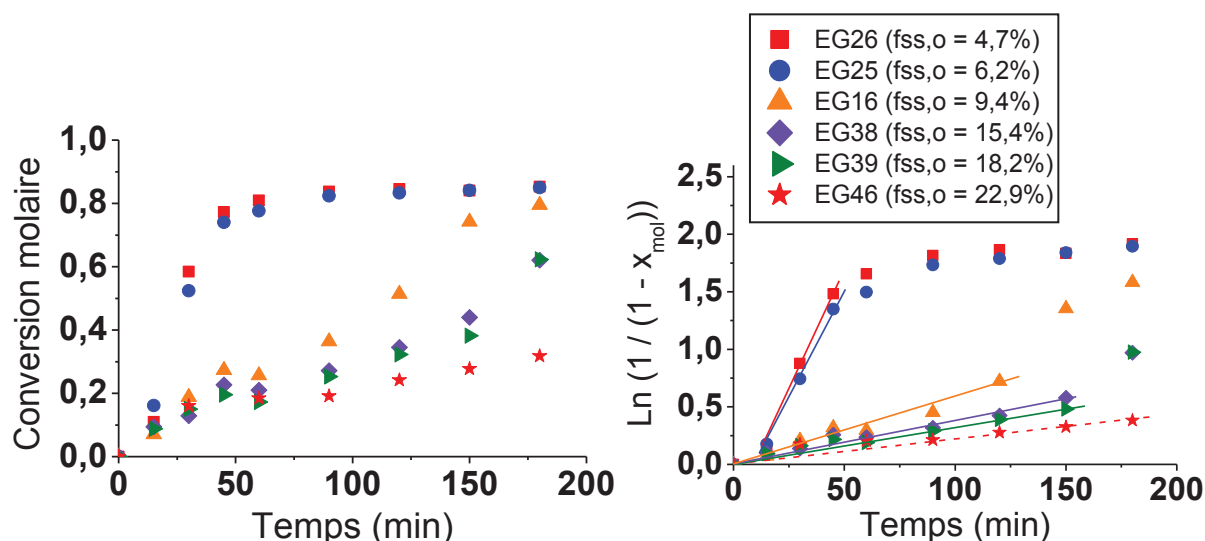 Conversion molaire
1,0
0,8
0,6
0,4
0,2
0,0
0 50 100 150 200
Temps (min)
EG26 (fss,o = 4,7%)
EG25 (fss,o = 6,2%)
EG16 (fss,o = 9,4%)
EG38 (fss,o = 15,4%)
EG39 (fss,o = 18,2%)
EG46 (fss,o = 22,9%)
Ln (1 / (1 - xmol))
2,5
2,0
1,5
1,0
0,5
0,0
0 50 100 150 200
Temps (min)